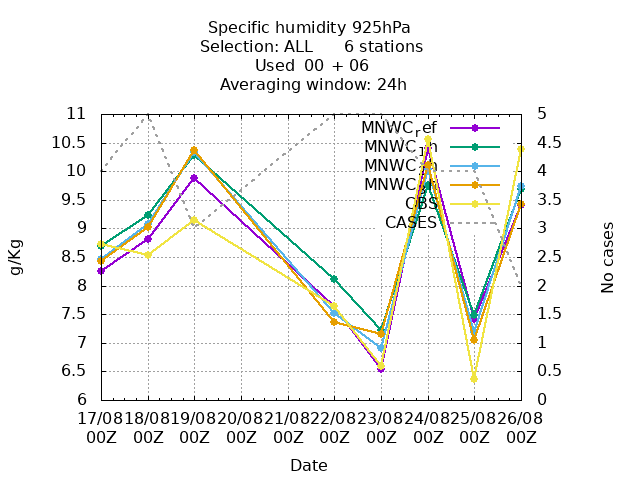 Specific humidity 925hPa
Selection: ALL 6 stations
Used 00 + 06
Averaging window: 24h
11
10.5
10
9.5
9
8.5
8
7.5
7
6.5
6
5
4.5
4
3.5
3
2.5
2
1.5
1
0.5
0
g/Kg
No cases
MNWC_ref
MNWC
MNWC
MNWC
OBS
CASES
17/08 18/08 19/08 20/08 21/08 22/08 23/08 24/08 25/08 26/08
00Z 00Z 00Z 00Z 00Z 00Z 00Z 00Z 00Z 00Z
Date